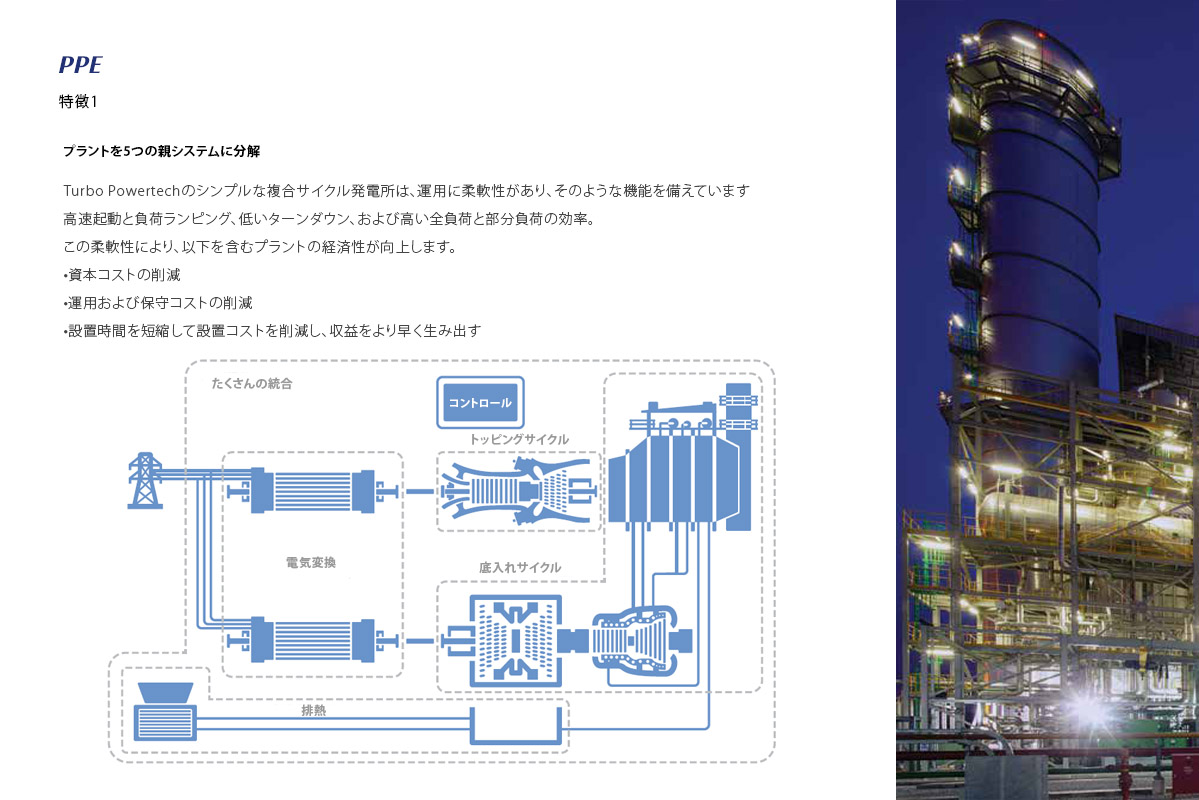 PPE
特徴1
プラントを5つの親システムに分解
Turbo Powertechのシンプルな複合サイクル発電所は、運用に柔軟性があり、そのような機能を備えています
高速起動と負荷ランピング、低いターンダウン、および高い全負荷と部分負荷の効率。
この柔軟性により、以下を含むプラントの経済性が向上します。
•資本コストの削減
•運用および保守コストの削減
•設置時間を短縮して設置コストを削減し、収益をより早く生み出す
たくさんの統合
コントロール
トッピングサイクル
電気変換
底入れサイクル
排熱